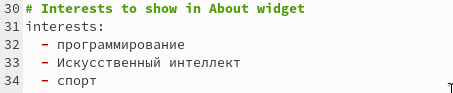 30 # Interests to show in About widget
31 interests:
32   - программирование
33   - Искусственный интеллект
34   - спорт